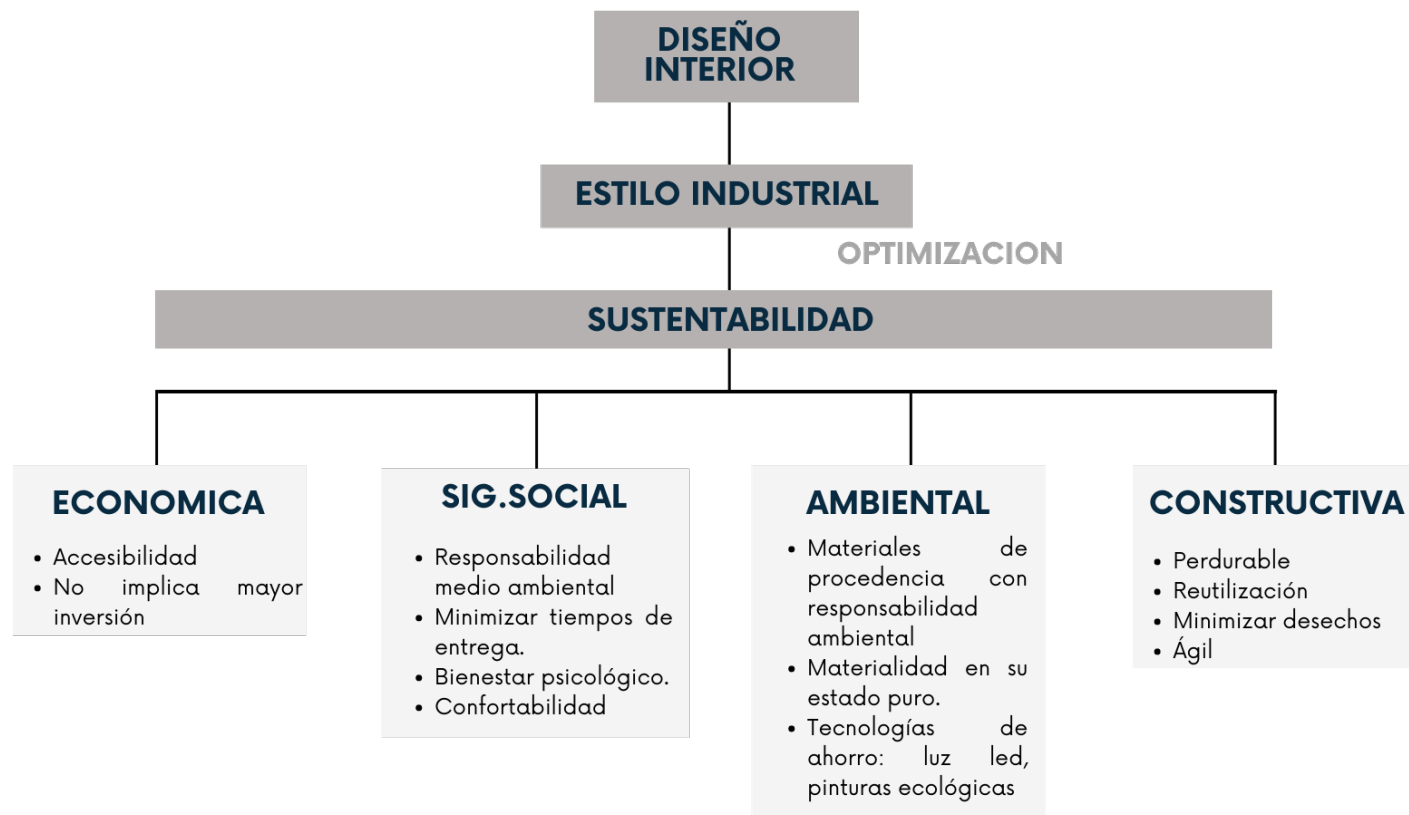 DISEÑO
INTERIOR
ESTILO INDUSTRIAL
OPTIMIZACION
SUSTENTABILIDAD
ECONOMICA
• Accesibilidad
• No implica mayor
inversión
SIG.SOCIAL
• Responsabilidad
medio ambiental
• Minimizar tiempos de
entrega.
• Bienestar psicológico.
• Confortabilidad
AMBIENTAL
• Materiales de
procedencia con
responsabilidad
ambiental
• Materialidad en su
estado puro.
• Tecnologías de
ahorro: luz led,
pinturas ecológicas
CONSTRUCTIVA
• Perdurable
• Reutilización
• Minimizar desechos
• Ágil